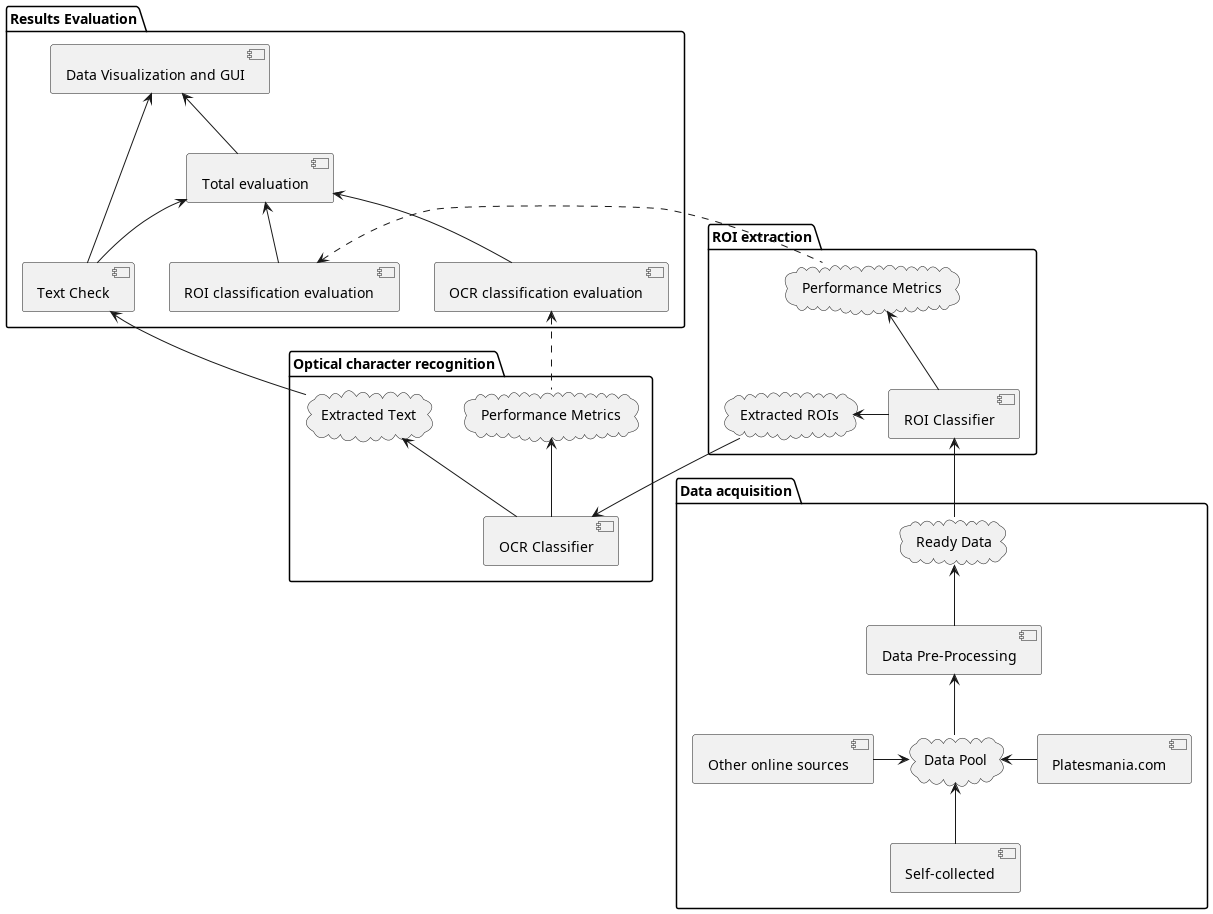 Results Evaluation
Data Visualization and GUI
Total evaluation
Text Check
ROI classification evaluation
OCR classification evaluation
ROI extraction
Performance Metrics
Extracted ROIs
ROI Classifier
Optical character recognition
Extracted Text
Performance Metrics
OCR Classifier
Data acquisition
Ready Data
Data Pre-Processing
Other online sources
Data Pool
Platesmania.com
Self-collected